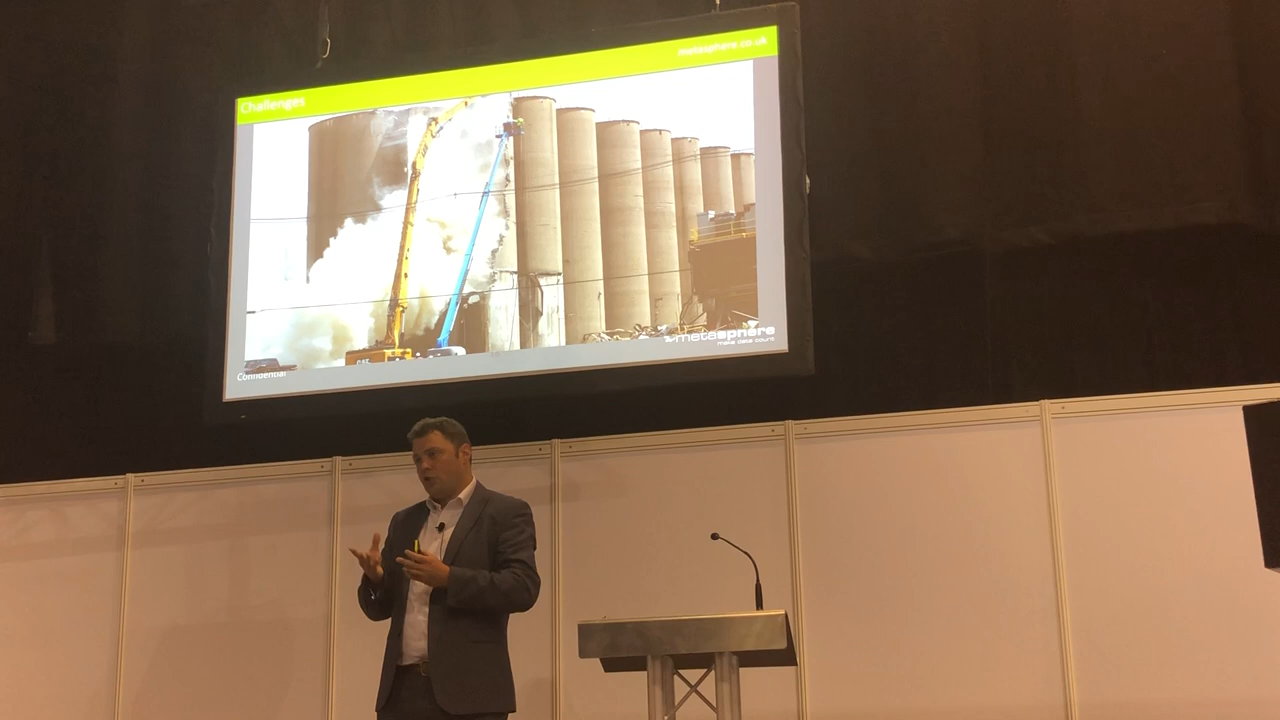 metasphere.co.uk
Challenges
metasphere
make data count
Confidential